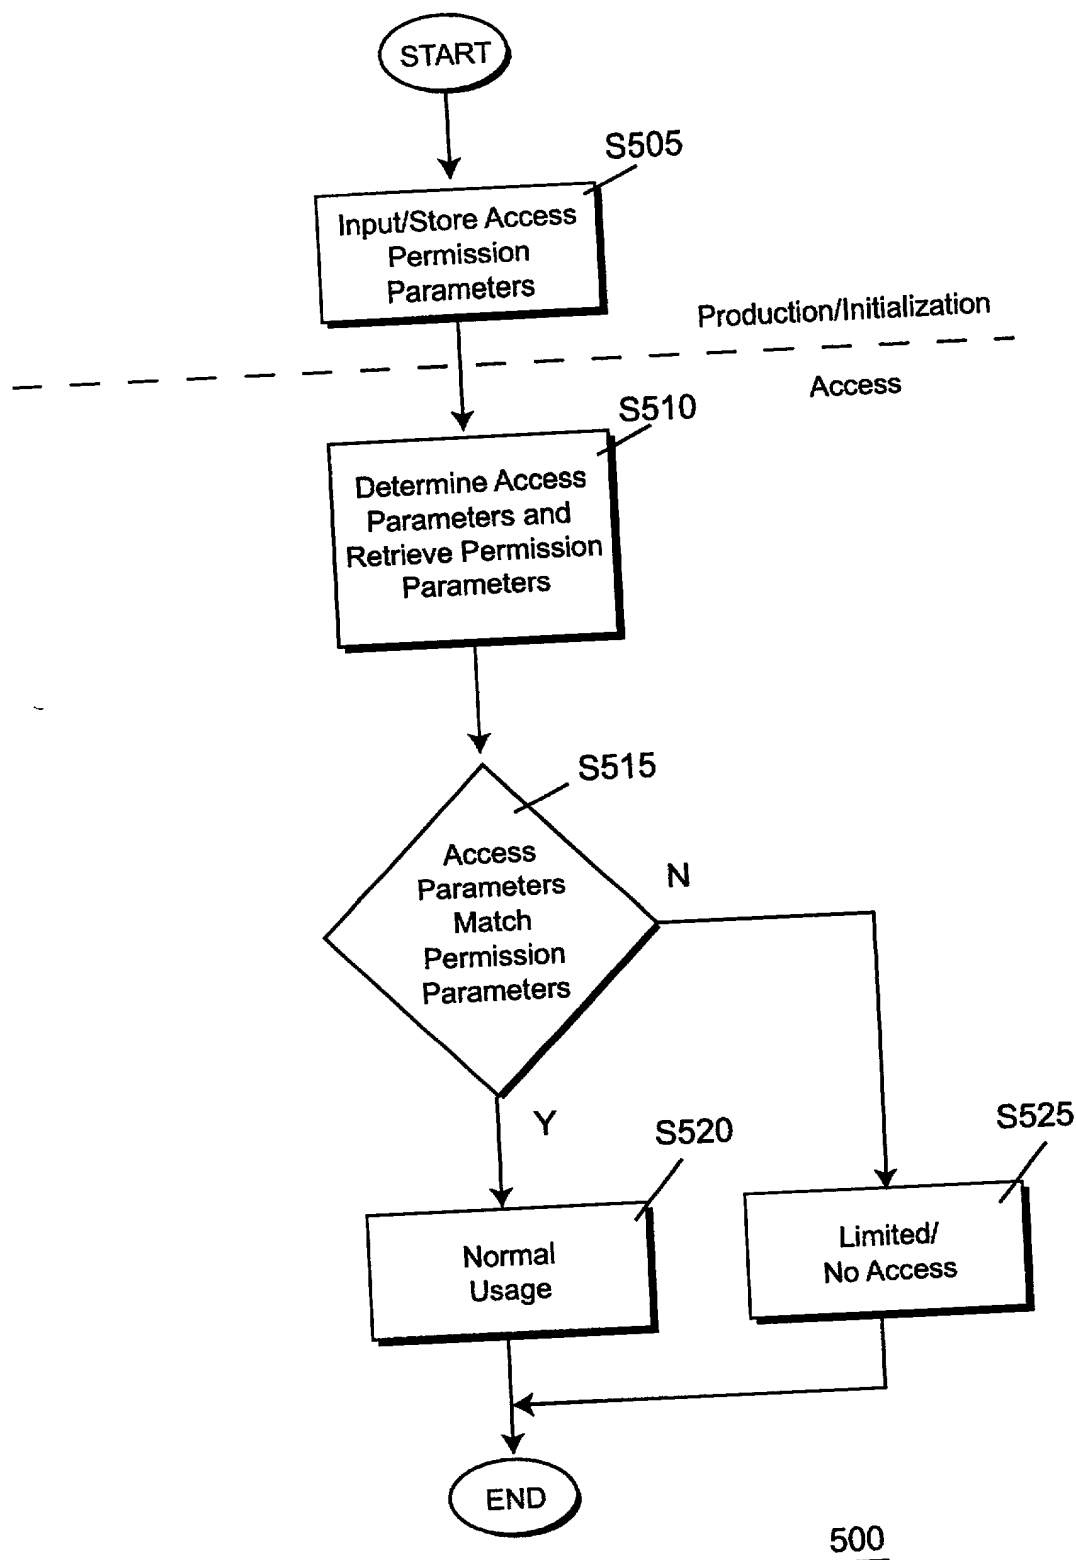 START
S505
Input/Store Access
Permission
Parameters
Production/Initialization
Access
S510
Determine Access
Parameters and
Retrieve Permission
Parameters
S515
Access
Parameters
Match
Permission
Parameters
N
Y
S520
S525
Normal
Usage
Limited/
No Access
END
500